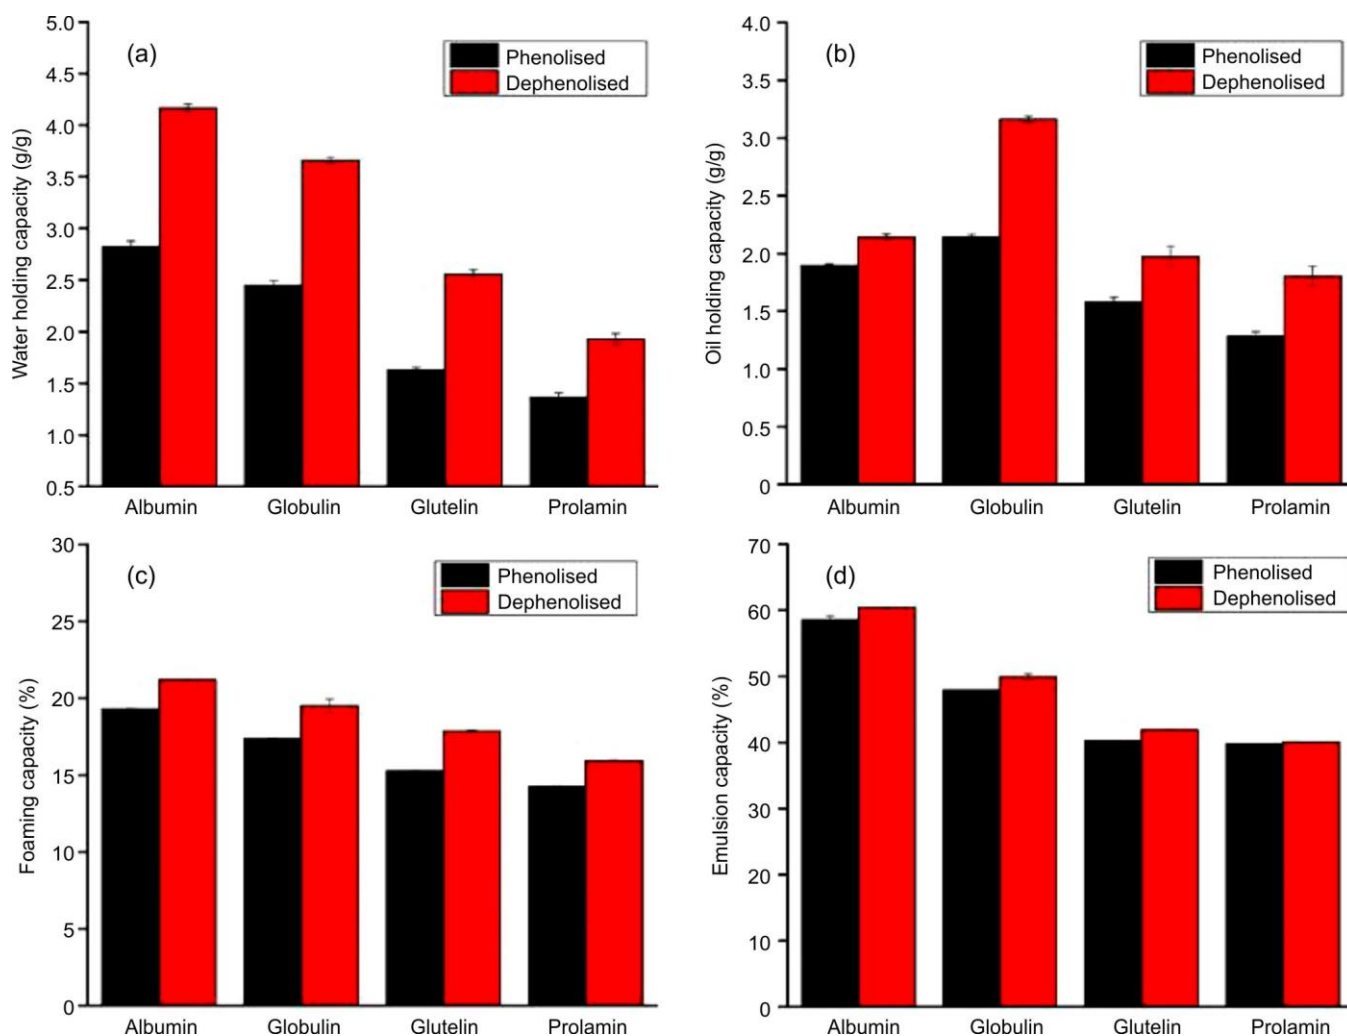 (a)
Phenolised
Dephenolised
Water holding capacity (g/g)
5.0
4.5
4.0
3.5
3.0
2.5
2.0
1.5
1.0
0.5
Albumin Globulin Glutelin Prolamin
(b)
Phenolised
Dephenolised
Oil holding capacity (g/g)
4.0
3.5
3.0
2.5
2.0
1.5
1.0
0.5
0
Albumin Globulin Glutelin Prolamin
(c)
Phenolised
Dephenolised
Foaming capacity (%)
30
25
20
15
10
5
0
Albumin Globulin Glutelin Prolamin
(d)
Phenolised
Dephenolised
Emulsion capacity (%)
70
60
50
40
30
20
10
0
Albumin Globulin Glutelin Prolamin